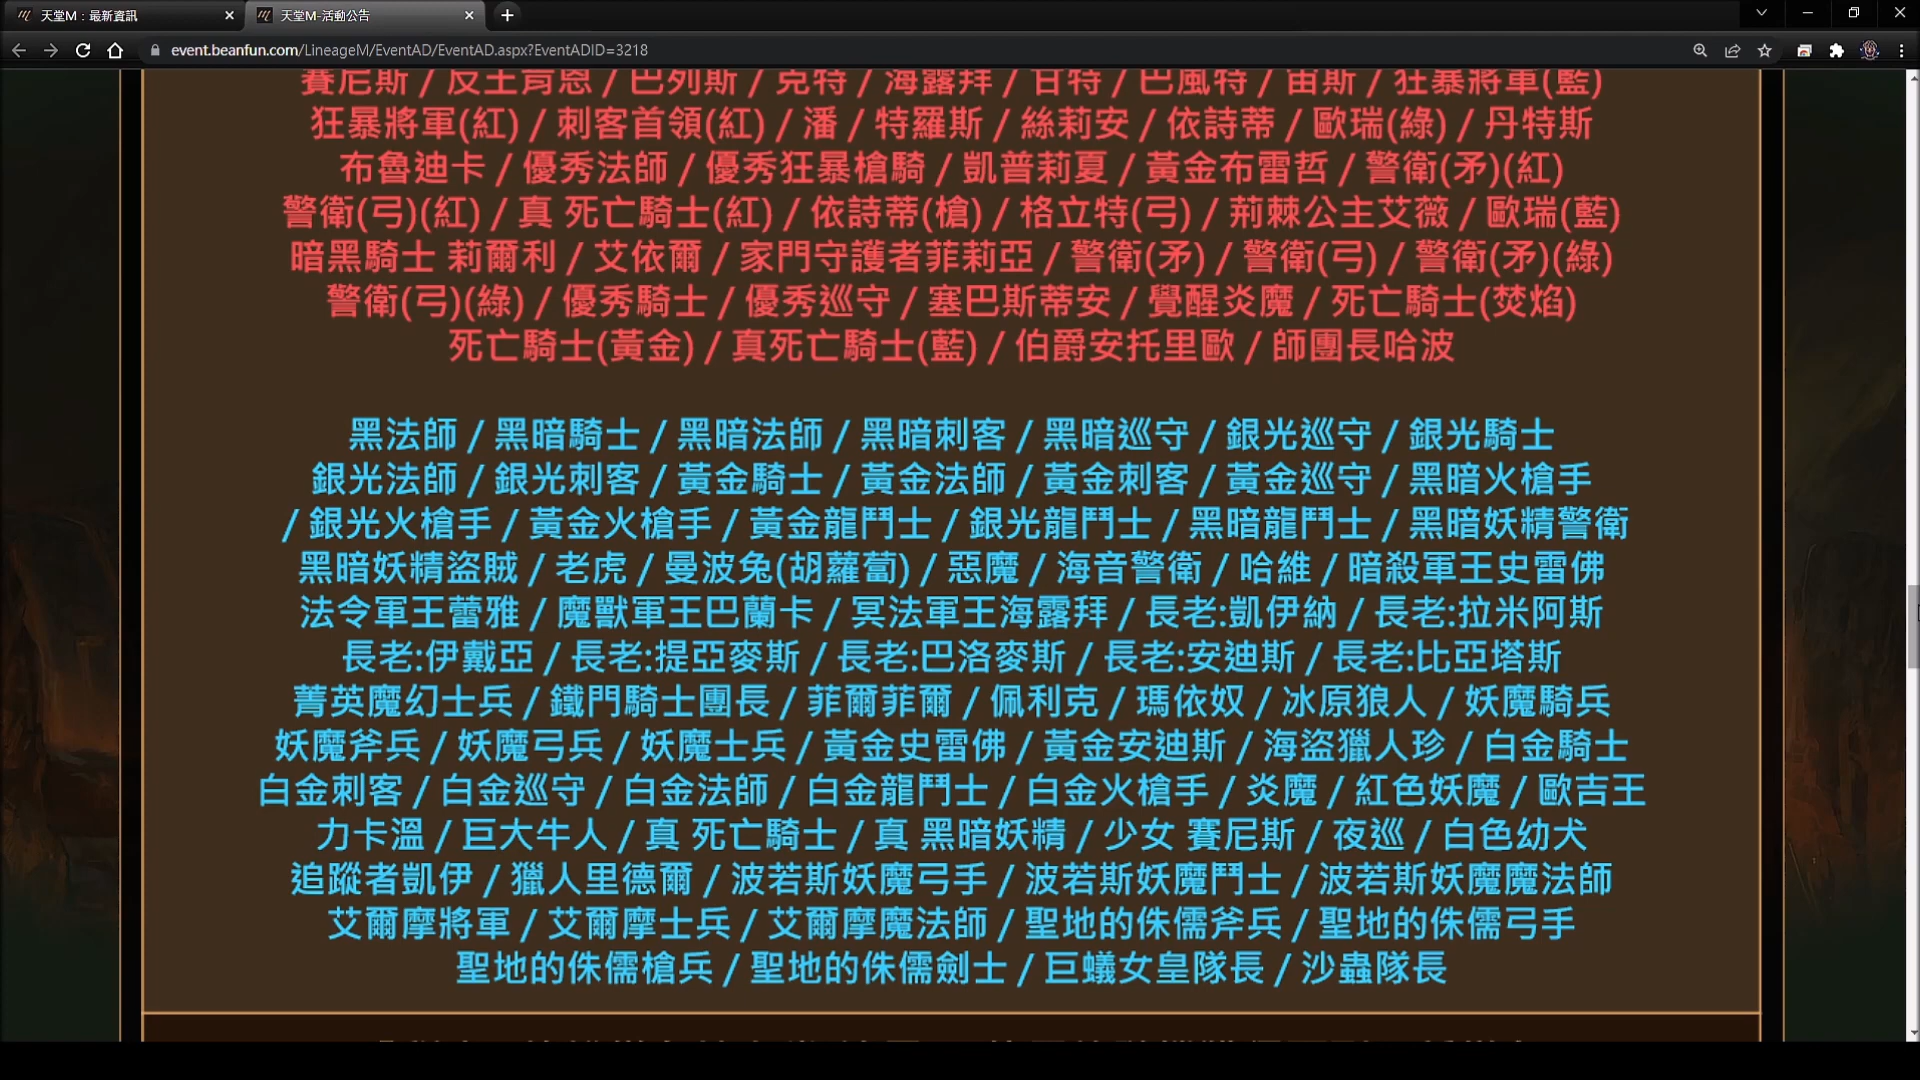 天堂M：最新資訊
天堂M-活動公告
event.beanfun.com/LineageM/EventAD/EventAD.aspx?EventADID=3218
賽尼斯 / 反王肯恩 / 巴列斯 / 克特 / 海露拜 / 甘特 / 巴風特 / 宙斯 / 狂暴將軍(藍)
狂暴將軍(紅) / 刺客首領(紅) / 潘 / 特羅斯 / 絲莉安 / 依詩蒂 / 歐瑞(綠) / 丹特斯
布魯迪卡 / 優秀法師 / 優秀狂暴槍騎 / 凱普莉夏 / 黃金布雷哲 / 警衛(矛)(紅)
警衛(弓)(紅) / 真 死亡騎士(紅) / 依詩蒂(槍) / 格立特(弓) / 荊棘公主艾薇 / 歐瑞(藍)
暗黑騎士 莉爾利 / 艾依爾 / 家門守護者菲莉亞 / 警衛(矛) / 警衛(弓) / 警衛(矛)(綠)
警衛(弓)(綠) / 優秀騎士 / 優秀巡守 / 塞巴斯蒂安 / 覺醒炎魔 / 死亡騎士(焚焰)
死亡騎士(黃金) / 真死亡騎士(藍) / 伯爵安托里歐 / 師團長哈波
黑法師 / 黑暗騎士 / 黑暗法師 / 黑暗刺客 / 黑暗巡守 / 銀光巡守 / 銀光騎士
銀光法師 / 銀光刺客 / 黃金騎士 / 黃金法師 / 黃金刺客 / 黃金巡守 / 黑暗火槍手
/ 銀光火槍手 / 黃金火槍手 / 黃金龍鬥士 / 銀光龍鬥士 / 黑暗龍鬥士 / 黑暗妖精警衛
黑暗妖精盜賊 / 老虎 / 曼波兔(胡蘿蔔) / 惡魔 / 海音警衛 / 哈維 / 暗殺軍王史雷佛
法令軍王蕾雅 / 魔獸軍王巴蘭卡 / 冥法軍王海露拜 / 長老:凱伊納 / 長老:拉米阿斯
長老:伊戴亞 / 長老:提亞麥斯 / 長老:巴洛麥斯 / 長老:安迪斯 / 長老:比亞塔斯
菁英魔幻士兵 / 鐵門騎士團長 / 菲爾菲爾 / 佩利克 / 瑪依奴 / 冰原狼人 / 妖魔騎兵
妖魔斧兵 / 妖魔弓兵 / 妖魔士兵 / 黃金史雷佛 / 黃金安迪斯 / 海盜獵人珍 / 白金騎士
白金刺客 / 白金巡守 / 白金法師 / 白金龍鬥士 / 白金火槍手 / 炎魔 / 紅色妖魔 / 歐吉王
力卡溫 / 巨大牛人 / 真 死亡騎士 / 真 黑暗妖精 / 少女 賽尼斯 / 夜巡 / 白色幼犬
追蹤者凱伊 / 獵人里德爾 / 波若斯妖魔弓手 / 波若斯妖魔鬥士 / 波若斯妖魔魔法師
艾爾摩將軍 / 艾爾摩士兵 / 艾爾摩魔法師 / 聖地的侏儒斧兵 / 聖地的侏儒弓手
聖地的侏儒槍兵 / 聖地的侏儒劍士 / 巨蟻女皇隊長 / 沙蟲隊長